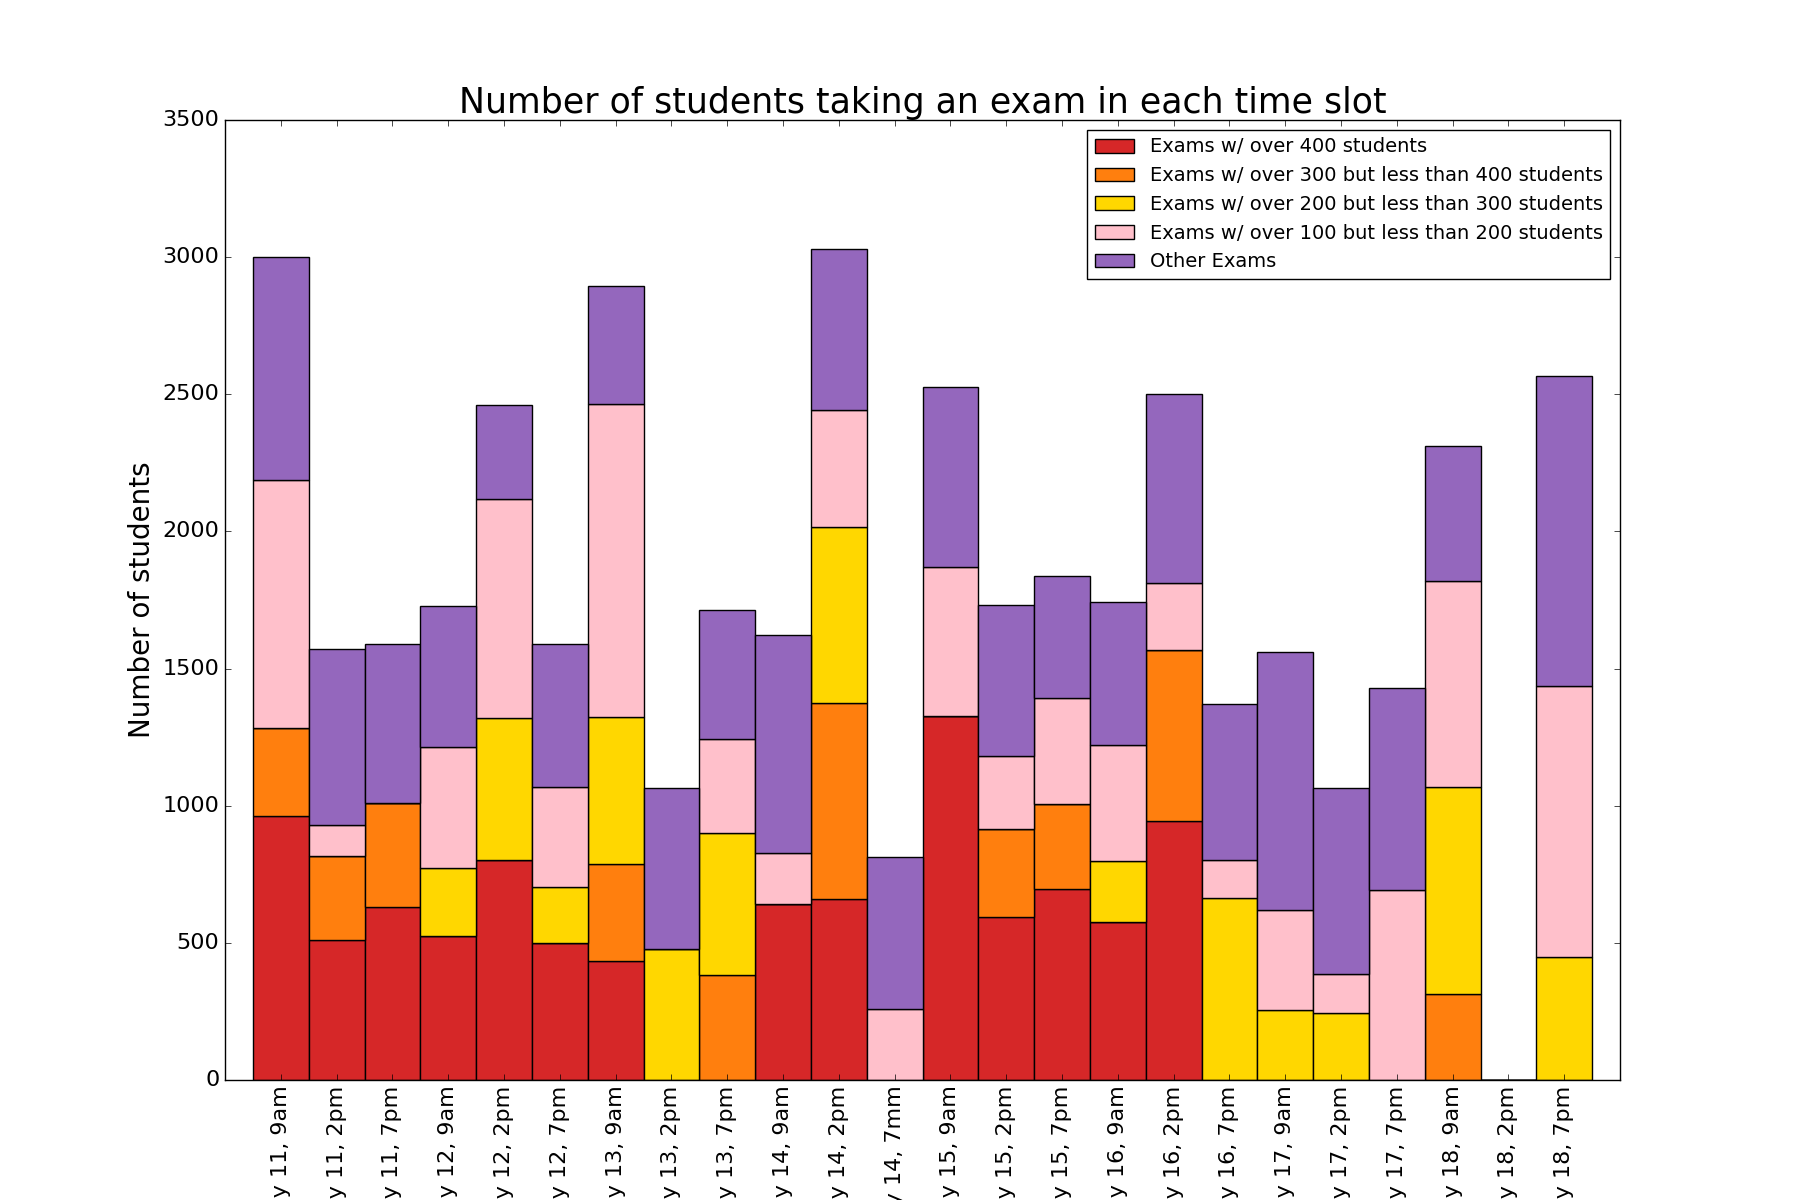 Number of students taking an exam in each time slot
Exams w/ over 400 students
Exams w/ over 300 but less than 400 students
Exams w/ over 200 but less than 300 students
Exams w/ over 100 but less than 200 students
Other Exams
Number of students
3500
3000
2500
2000
1500
1000
500
0
y 11, 9am
y 11, 2pm
y 11, 7pm
y 12, 9am
y 12, 2pm
y 12, 7pm
y 13, 9am
y 13, 2pm
y 13, 7pm
y 14, 9am
y 14, 2pm
y 14, 7mm
y 15, 9am
y 15, 2pm
y 15, 7pm
y 16, 9am
y 16, 2pm
y 16, 7pm
y 17, 9am
y 17, 2pm
y 17, 7pm
y 18, 9am
y 18, 2pm
y 18, 7pm